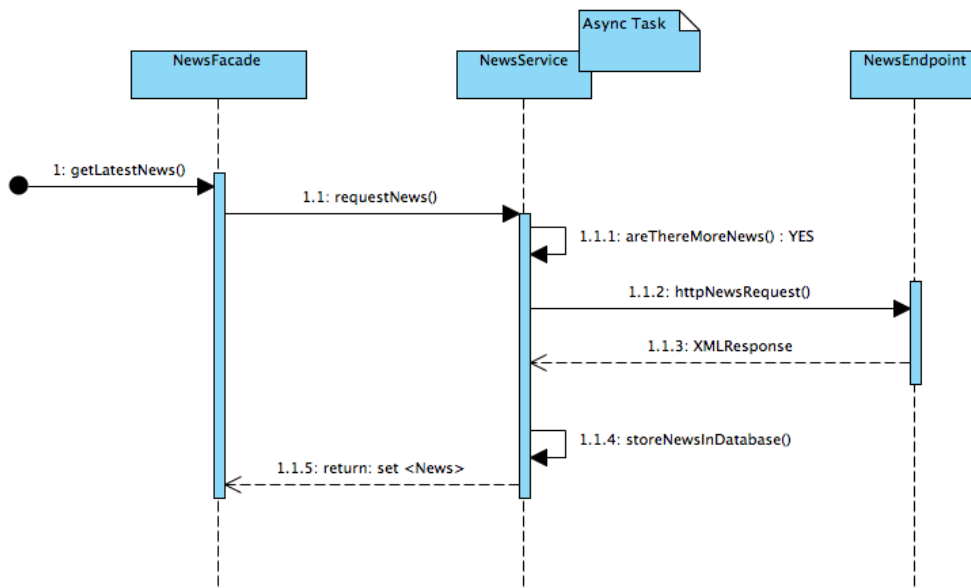 Async Task
NewsFacade
NewsService
NewsEndpoint
1: getLatestNews()
1.1: requestNews()
1.1.1: areThereMoreNews() : YES
1.1.2: httpNewsRequest()
1.1.3: XMLResponse
1.1.4: storeNewsInDatabase()
1.1.5: return: set <News>